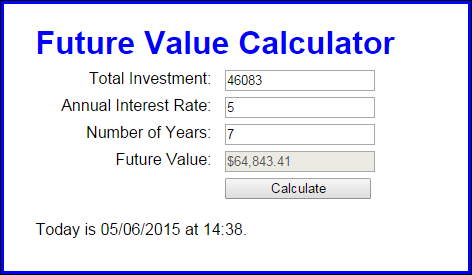 Future Value Calculator
Total Investment: 46083
Annual Interest Rate: 5
Number of Years: 7
Future Value: $64,843.41
Calculate
Today is 05/06/2015 at 14:38.